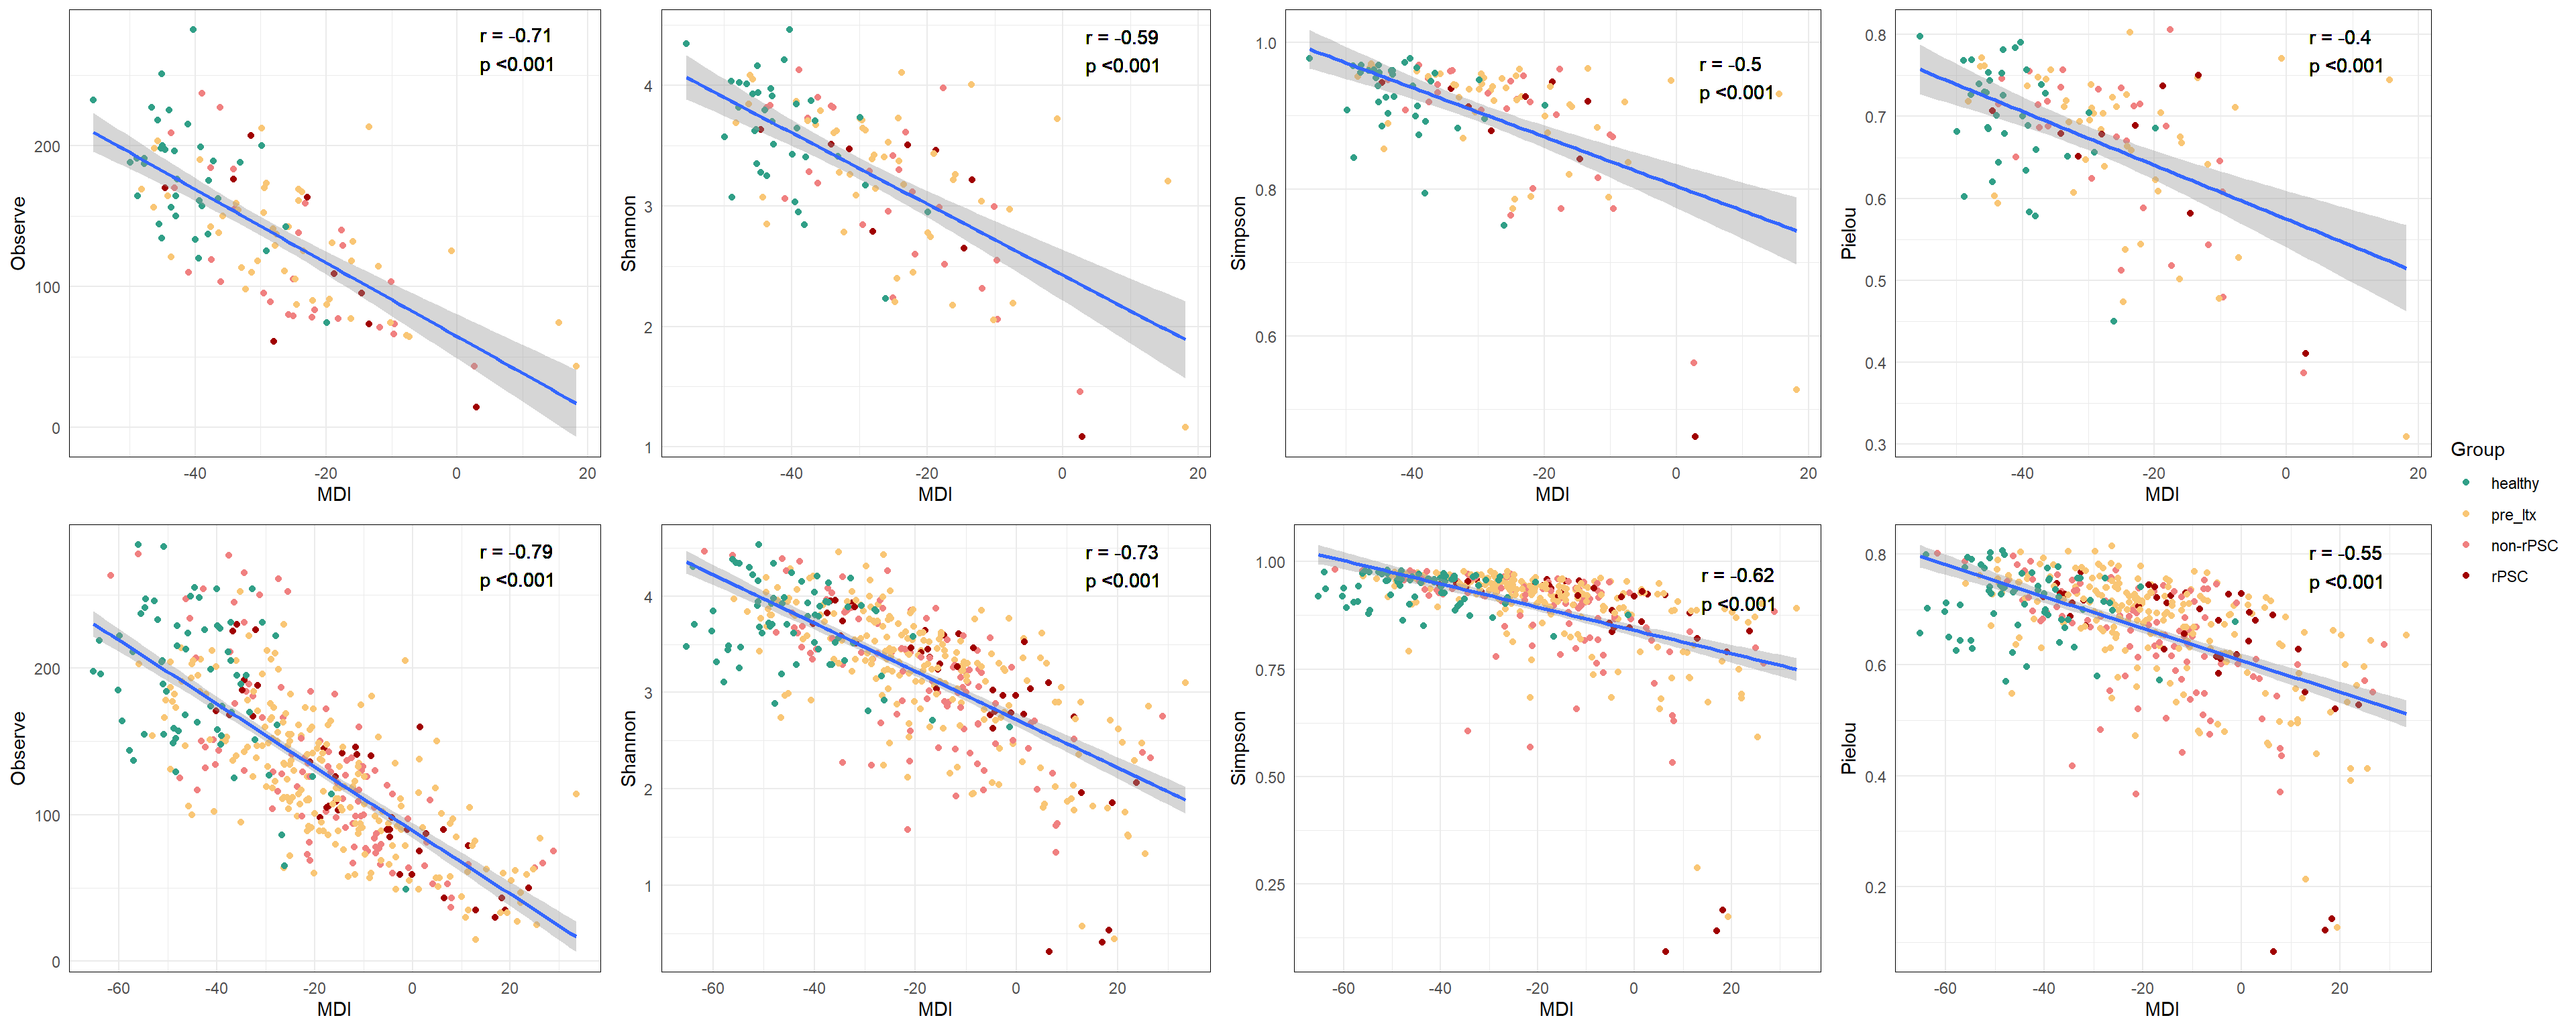 r = -0.71
p <0.001
200
100
0
Observe
-40
-20
0
20
MDI
r = -0.59
p <0.001
4
3
2
1
Shannon
-40
-20
0
20
MDI
r = -0.5
p <0.001
1.0
0.8
0.6
Simpson
-40
-20
0
20
MDI
r = -0.4
p <0.001
0.8
0.7
0.6
0.5
0.4
0.3
Pielou
-40
-20
0
20
MDI
Group
healthy
pre_ltx
non-rPSC
rPSC
r = -0.79
p <0.001
200
100
0
Observe
-60
-40
-20
0
20
MDI
r = -0.73
p <0.001
4
3
2
1
Shannon
-60
-40
-20
0
20
MDI
r = -0.62
p <0.001
1.00
0.75
0.50
0.25
Simpson
-60
-40
-20
0
20
MDI
r = -0.55
p <0.001
0.8
0.6
0.4
0.2
Pielou
-60
-40
-20
0
20
MDI